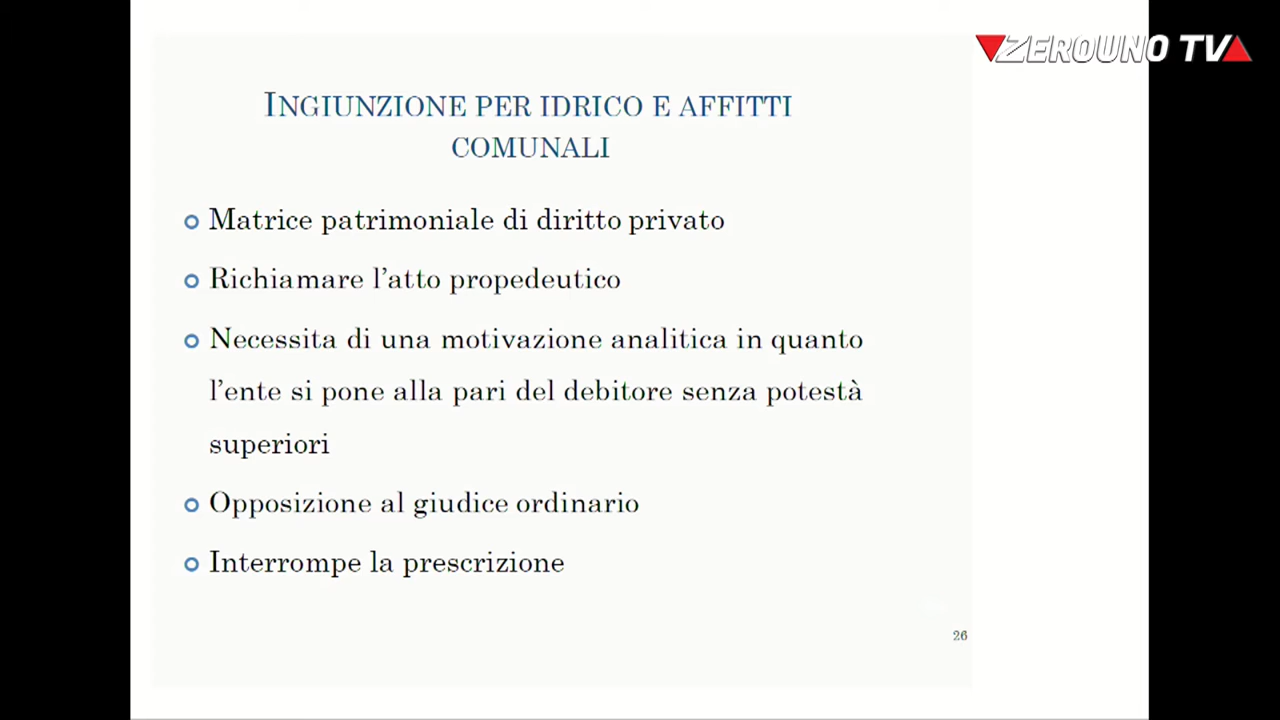 ZEROUNO TV
INGIUNZIONE PER IDRICO E AFFITTI
COMUNALI
Matrice patrimoniale di diritto privato
Richiamare l'atto propedeutico
Necessita di una motivazione analitica in quanto
l'ente si pone alla pari del debitore senza potestà
superiori
Opposizione al giudice ordinario
Interrompe la prescrizione
26